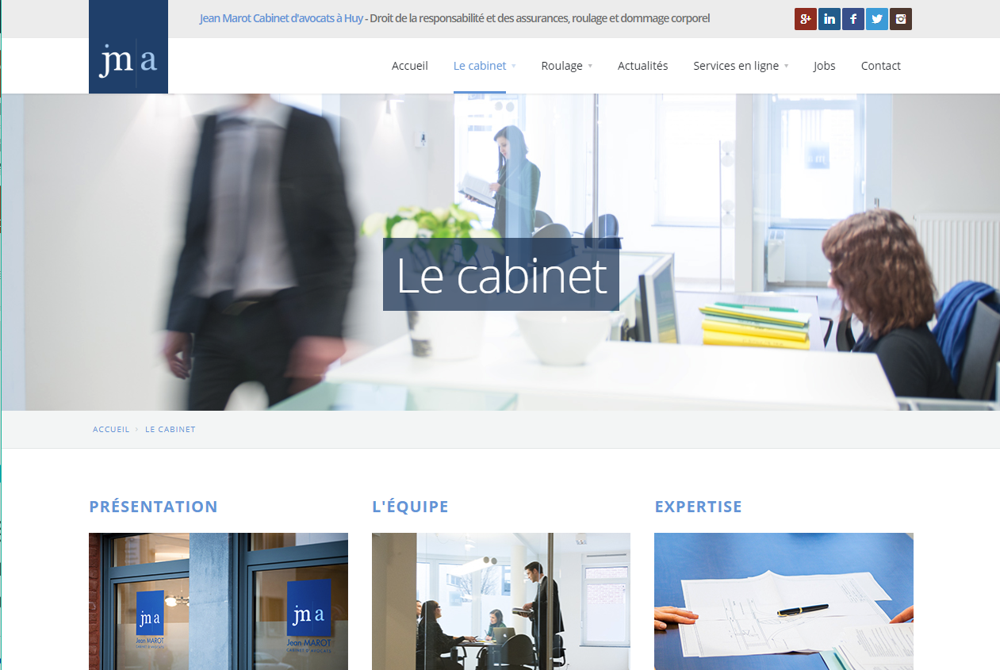 Jean Marot Cabinet d'avocats à Huy - Droit de la responsabilité et des assurances, roulage et dommage corporel
g+ in f
jm a
Accueil Le cabinet Roulage Actualités Services en ligne Jobs Contact
Le cabinet
ACCUEIL › LE CABINET
PRÉSENTATION L'ÉQUIPE EXPERTISE
jm a jm a
Jean MAROT Jean MAROT
CABINET D'AVOCATS CABINET D'AVOCATS